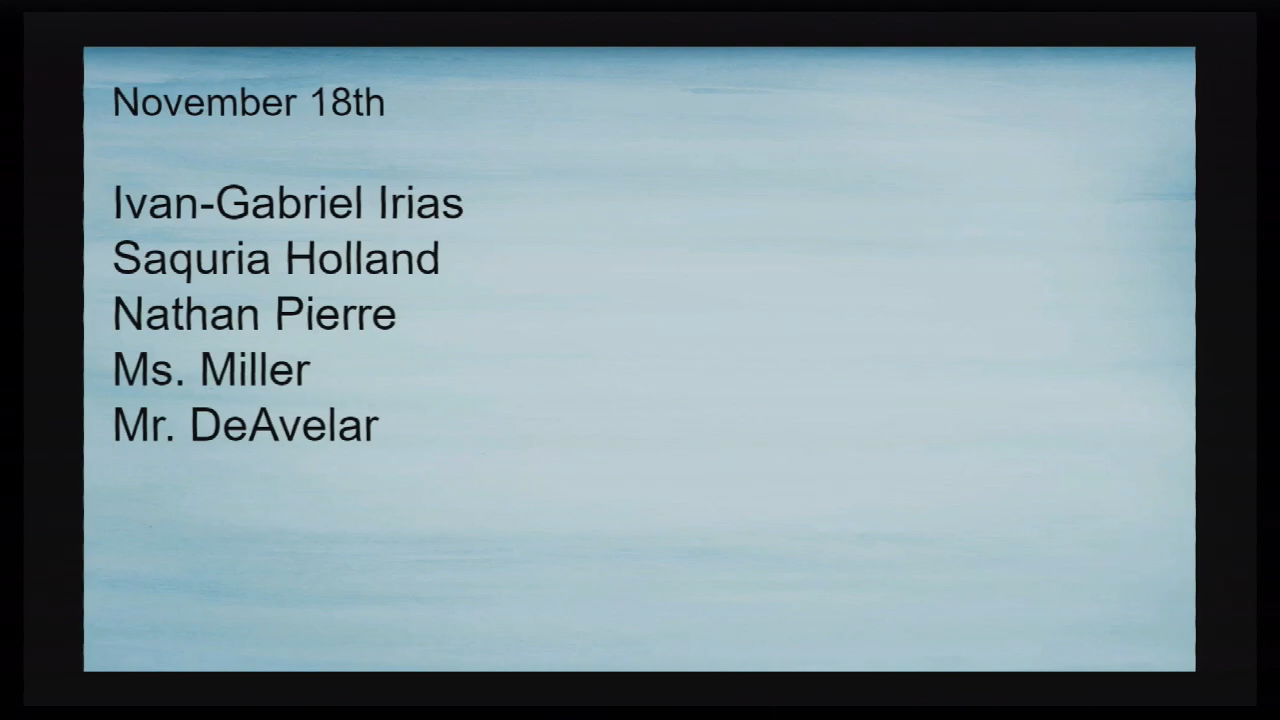 November 18th
Ivan-Gabriel Irias
Saquria Holland
Nathan Pierre
Ms. Miller
Mr. DeAvelar